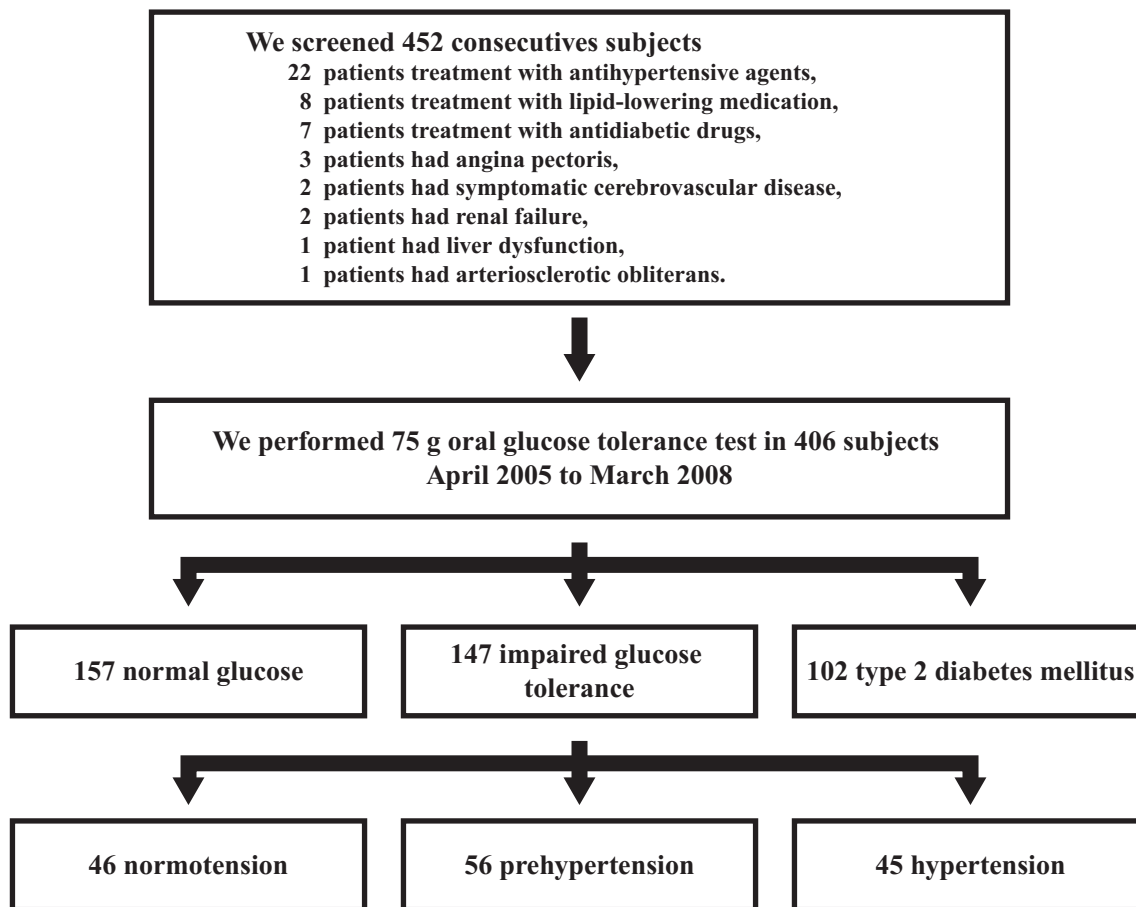 We screened 452 consecutives subjects
22 patients treatment with antihypertensive agents,
8 patients treatment with lipid-lowering medication,
7 patients treatment with antidiabetic drugs,
3 patients had angina pectoris,
2 patients had symptomatic cerebrovascular disease,
2 patients had renal failure,
1 patient had liver dysfunction,
1 patients had arteriosclerotic obliterans.
We performed 75 g oral glucose tolerance test in 406 subjects
April 2005 to March 2008
157 normal glucose
147 impaired glucose
tolerance
102 type 2 diabetes mellitus
46 normotension
56 prehypertension
45 hypertension